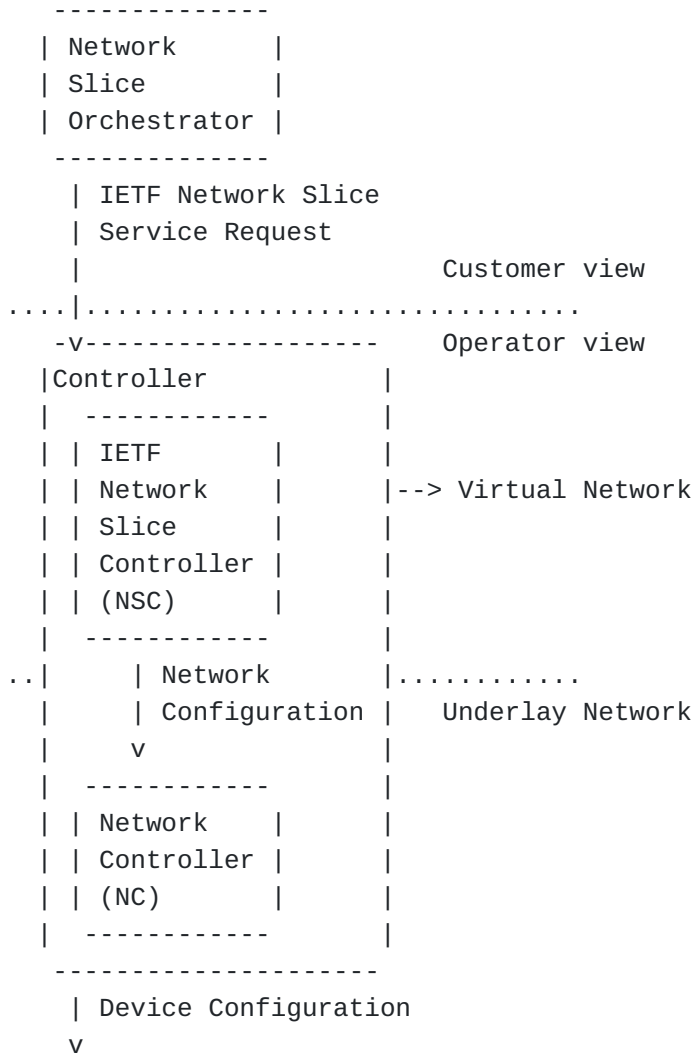 --------------
| Network      |
| Slice        |
| Orchestrator |
--------------
| IETF Network Slice
| Service Request
|                       Customer view
....|................................
-v-------------------    Operator view
|Controller            |
|  ------------        |
| | IETF       |       |
| | Network    |       |--> Virtual Network
| | Slice      |       |
| | Controller |       |
| | (NSC)      |       |
|  ------------        |
..|     | Network       |............
|     | Configuration |   Underlay Network
|     v               |
|  ------------        |
| | Network    |       |
| | Controller |       |
| | (NC)       |       |
|  ------------        |
---------------------
| Device Configuration
v